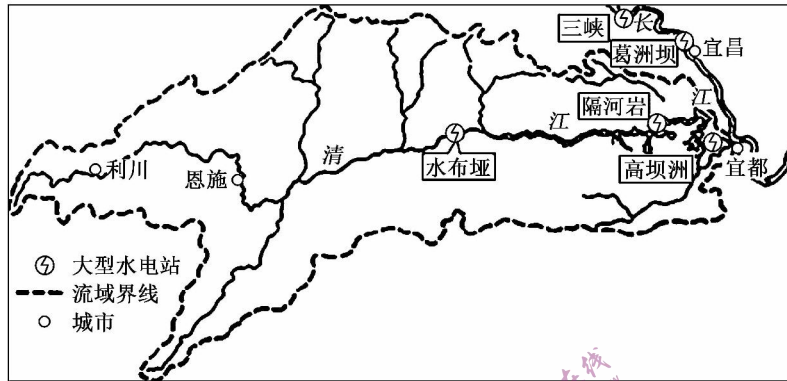 三峡
长
葛洲坝
宜昌
江
隔河岩
清
江
水布垭
高坝洲
宜都
利川
恩施
大型水电站
流域界线
城市